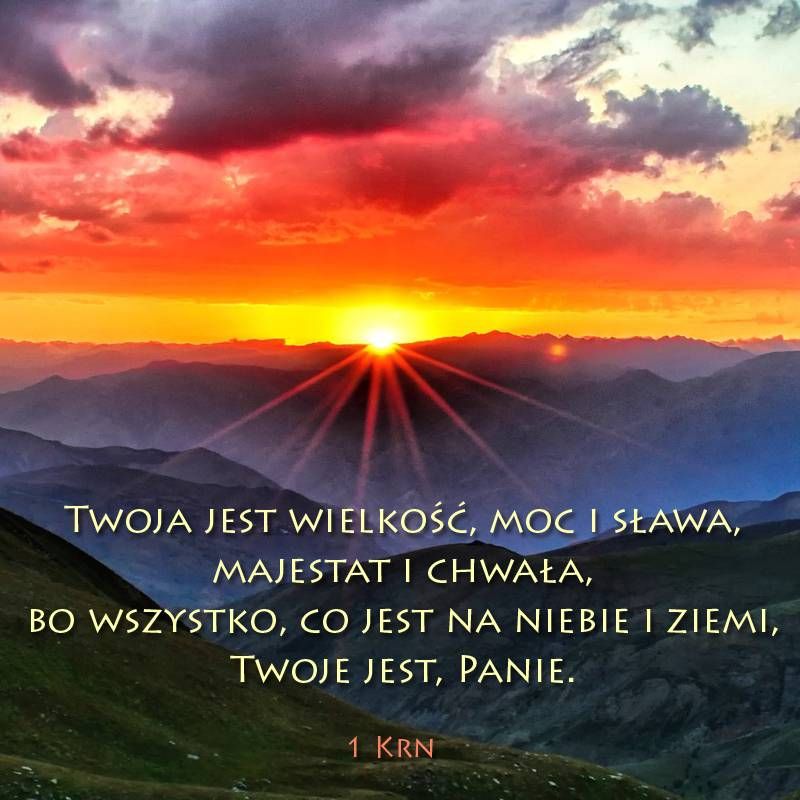 Twoja jest wielkość, moc i sława,
majestat i chwała,
bo wszystko, co jest na niebie i ziemi,
Twoje jest, Panie.
1 Krn